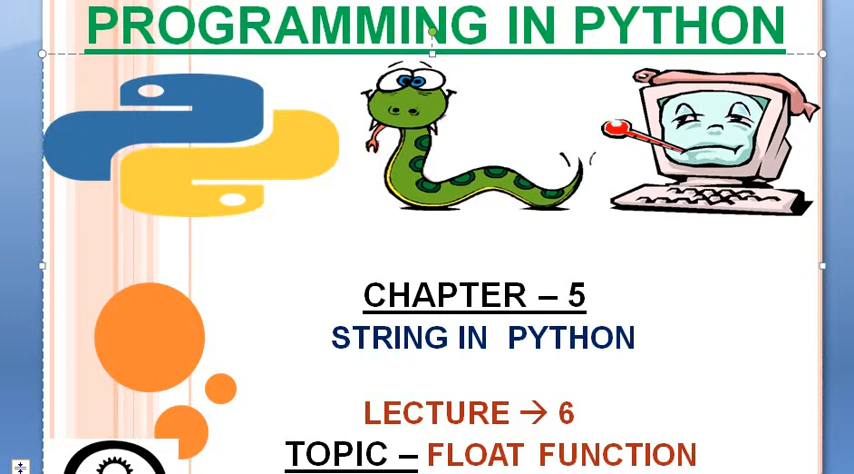 PROGRAMMING IN PYTHON
CHAPTER – 5
STRING IN PYTHON
LECTURE → 6
TOPIC – FLOAT FUNCTION